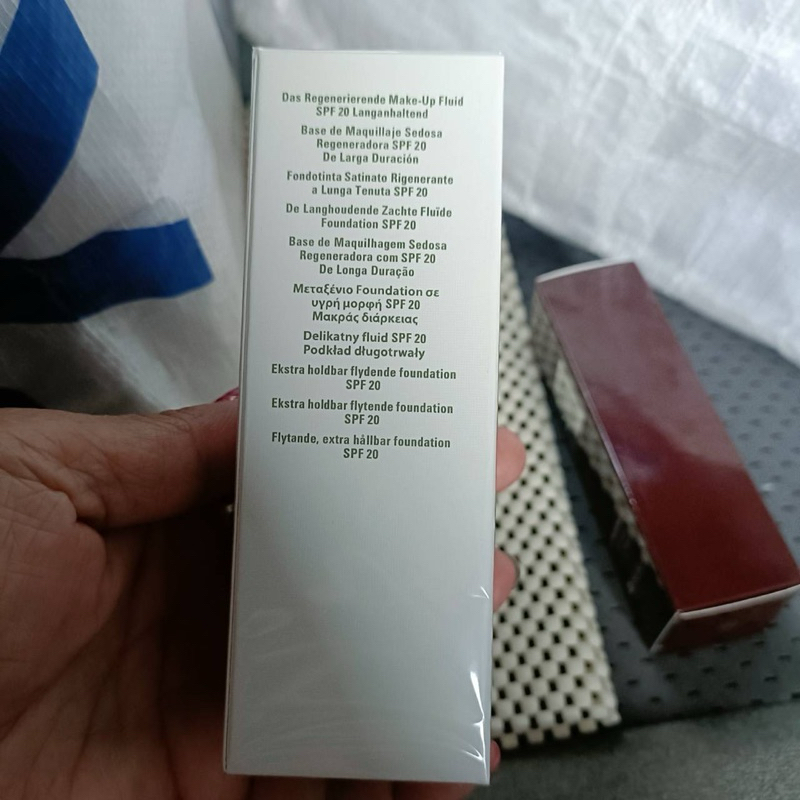 Das Regenerierende Make-Up Fluid
SPF 20 Langanhaltend
Base de Maquillaje Sedosa
Regeneradora SPF 20
De Larga Duración
Fondotinta Satinato Rigenerante
a Lunga Tenuta SPF 20
De Langhoudende Zachte Fluïde
Foundation SPF 20
Base de Maquilhagem Sedosa
Regeneradora com SPF 20
De Longa Duração
Μεταξένιο Foundation σε
υγρή μορφή SPF 20
Μακράς διάρκειας
Delikatny fluid SPF 20
Podkład długotrwały
Ekstra holdbar flydende foundation
SPF 20
Ekstra holdbar flytende foundation
SPF 20
Flytande, extra hållbar foundation
SPF 20